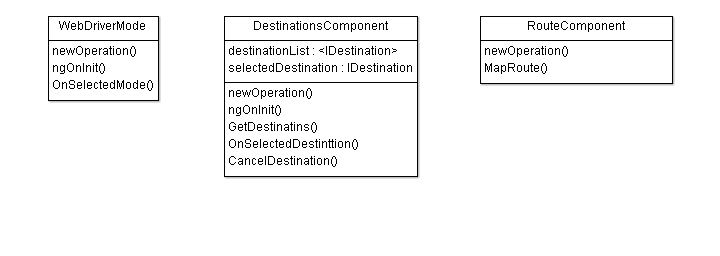 WebDriverMode
newOperation()
ngOnInit()
OnSelectedMode()
DestinationsComponent
destinationList : <IDestination>
selectedDestination : IDestination
newOperation()
ngOnInit()
GetDestinatins()
OnSelectedDestinttion()
CancelDestination()
RouteComponent
newOperation()
MapRoute()